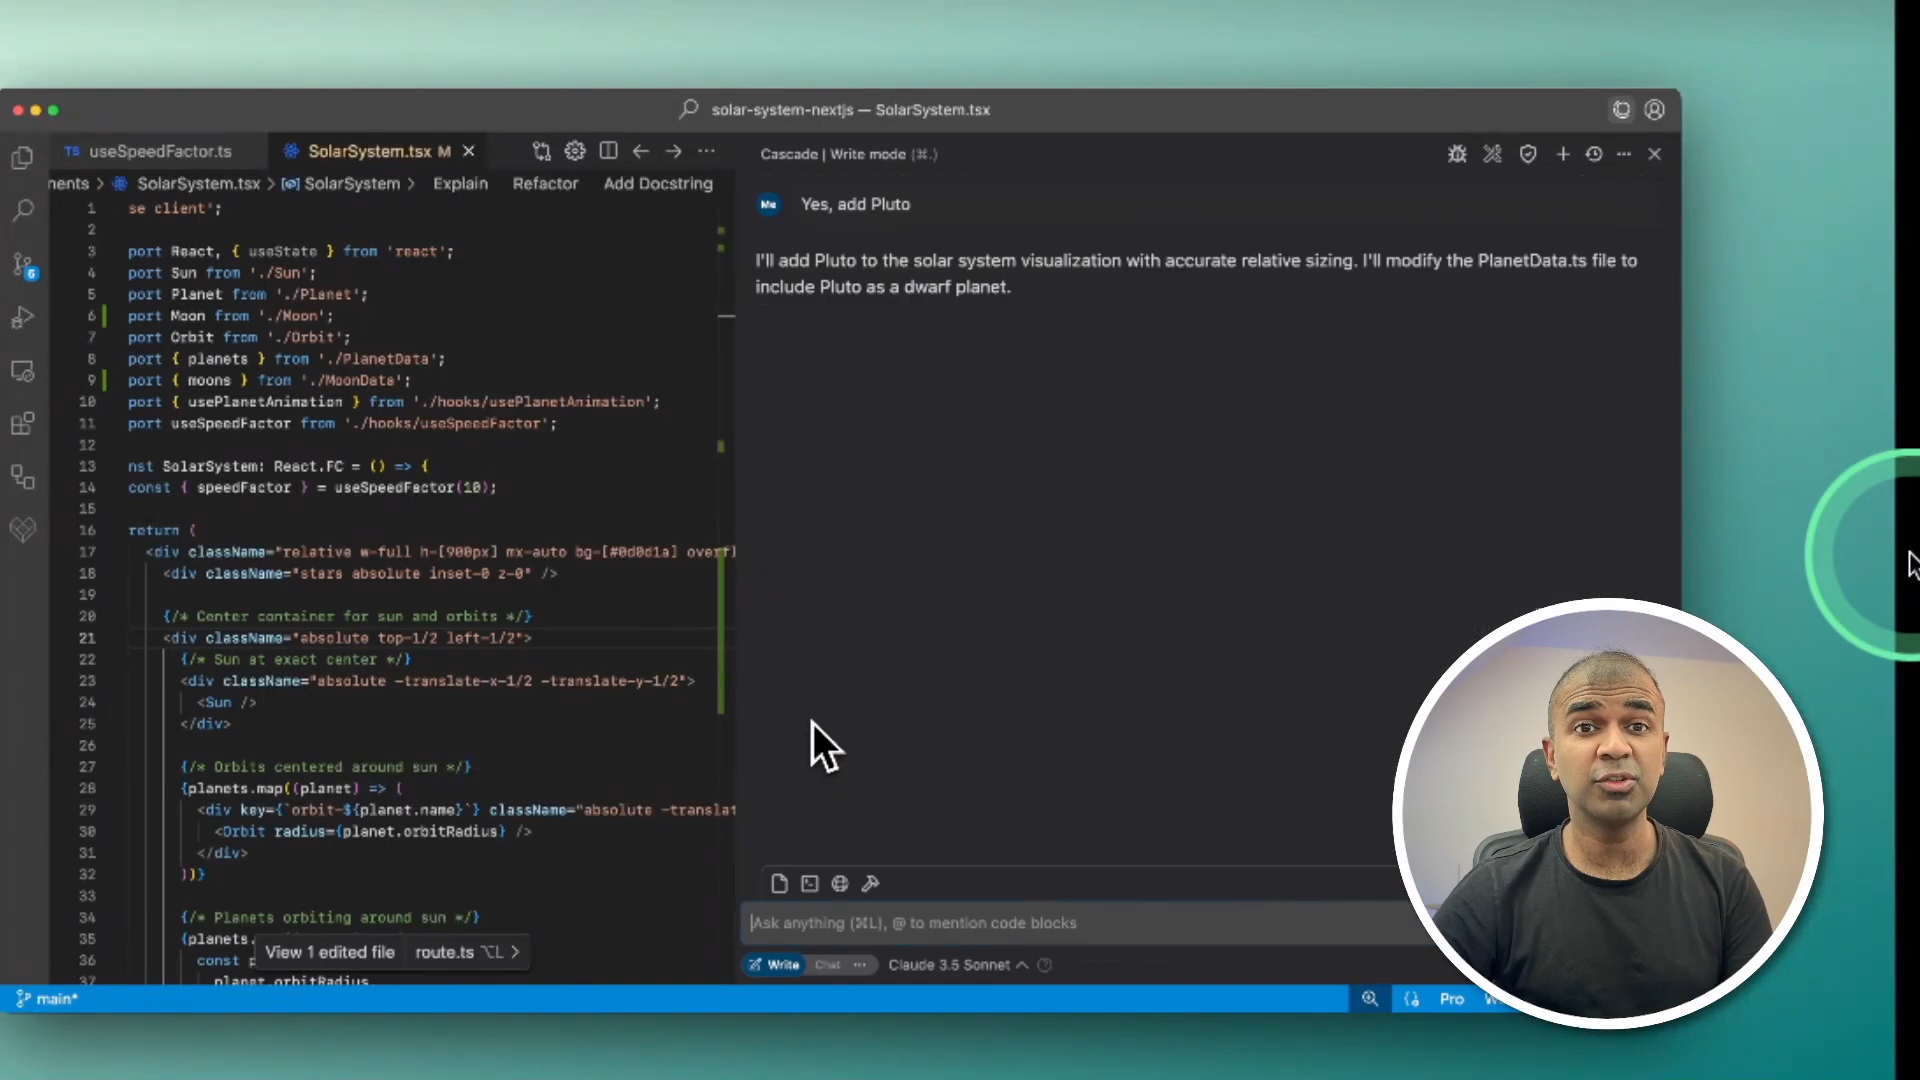 solar-system-nextjs — SolarSystem.tsx
TS useSpeedFactor.ts
SolarSystem.tsx M
nents > SolarSystem.tsx > SolarSystem > Explain Refactor Add Docstring
1 se client';
2
3 port React, { useState } from 'react';
4 port Sun from './Sun';
5 port Planet from './Planet';
6 port Moon from './Moon';
7 port Orbit from './Orbit';
8 port { planets } from './PlanetData';
9 port { moons } from './MoonData';
10 port { usePlanetAnimation } from './hooks/usePlanetAnimation';
11 port useSpeedFactor from './hooks/useSpeedFactor';
12
13 nst SolarSystem: React.FC = () => {
14 const { speedFactor } = useSpeedFactor(10);
15
16 return (
17 <div className="relative w-full h-[900px] mx-auto bg-[#0d0d1a] overfl
18 <div className="stars absolute inset-0 z-0" />
19
20 {/* Center container for sun and orbits */}
21 <div className="absolute top-1/2 left-1/2">
22 {/* Sun at exact center */}
23 <div className="absolute -translate-x-1/2 -translate-y-1/2">
24 <Sun />
25 </div>
26
27 {/* Orbits centered around sun */}
28 {planets.map((planet) => (
29 <div key={`orbit-${planet.name}`} className="absolute -translat
30 <Orbit radius={planet.orbitRadius} />
31 </div>
32 ))}
33
34 {/* Planets orbiting around sun */}
35 {planets.
36 const p
37 planet.orbitRadius
View 1 edited file route.ts ⌥L >
Cascade | Write mode (⌘.)
Me Yes, add Pluto
I'll add Pluto to the solar system visualization with accurate relative sizing. I'll modify the PlanetData.ts file to
include Pluto as a dwarf planet.
Ask anything (⌘L), @ to mention code blocks
Write Chat ··· Claude 3.5 Sonnet
6
main*
Pro